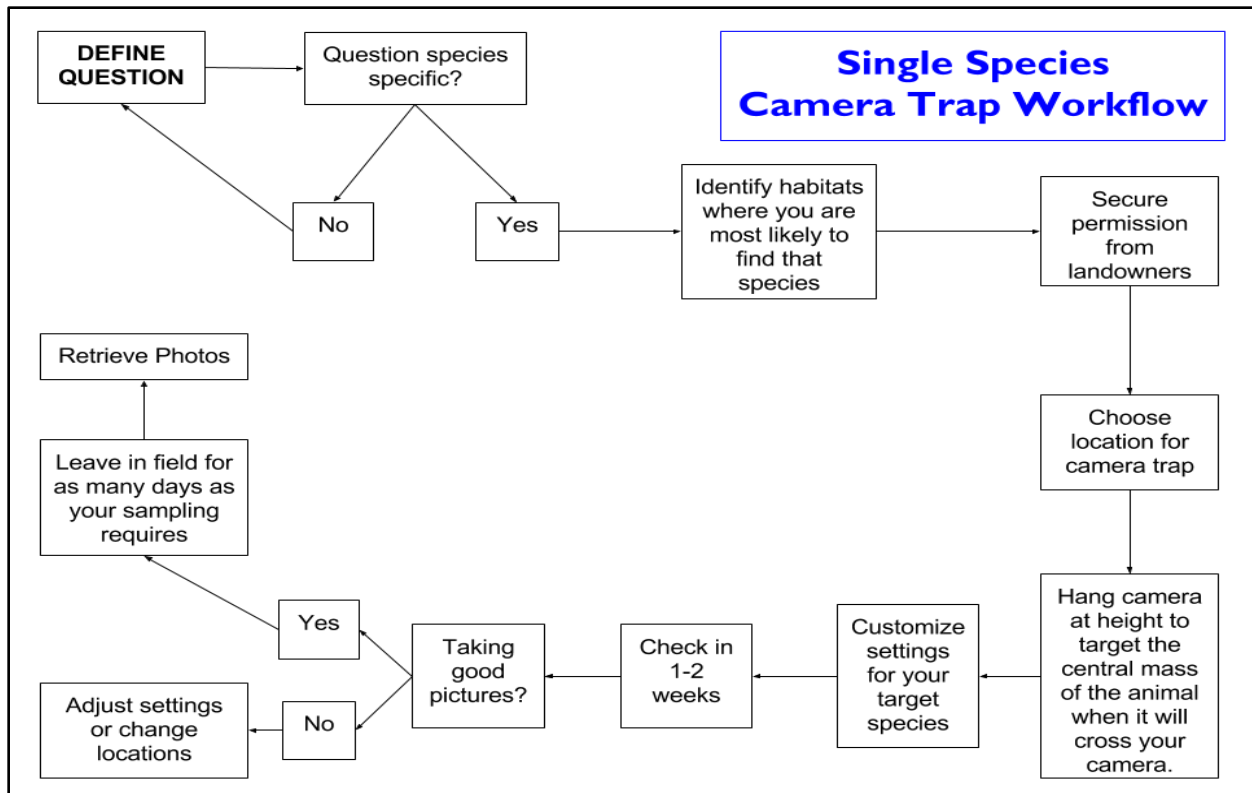 DEFINE
QUESTION
Question species
specific?
Single Species
Camera Trap Workflow
No
Yes
Identify habitats
where you are
most likely to
find that
species
Secure
permission
from
landowners
Choose
location for
camera trap
Hang camera
at height to
target the
central mass
of the animal
when it will
cross your
camera.
Customize
settings
for your
target
species
Check in
1-2
weeks
Taking
good
pictures?
Yes
No
Leave in field for
as many days as
your sampling
requires
Retrieve Photos
Adjust settings
or change
locations